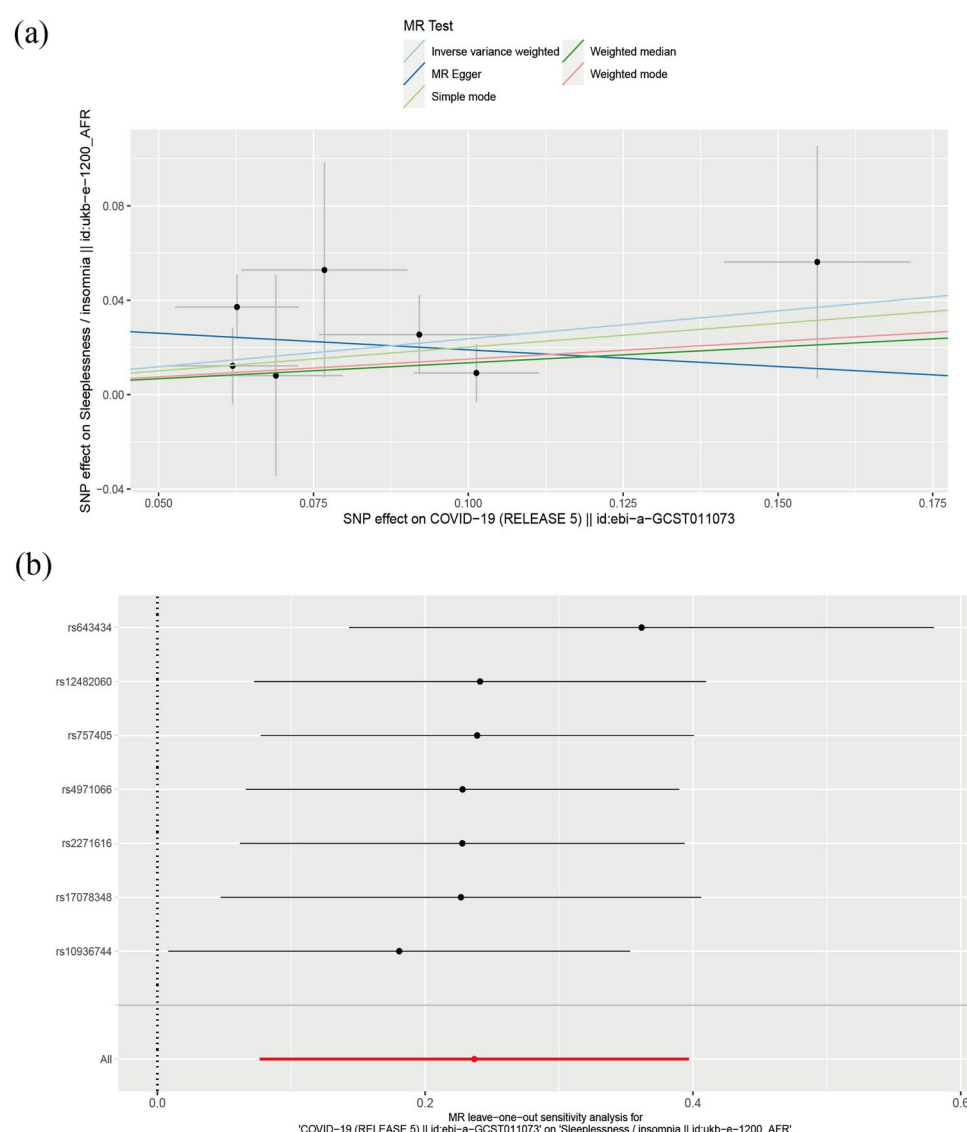 (a)
MR Test
Inverse variance weighted
Weighted median
MR Egger
Weighted mode
Simple mode
SNP effect on Sleeplessness / insomnia || id:ukb−e−1200_AFR
0.08
0.04
0.00
−0.04
0.050
0.075
0.100
0.125
0.150
0.175
SNP effect on COVID−19 (RELEASE 5) || id:ebi−a−GCST011073
(b)
rs643434
rs12482060
rs757405
rs4971066
rs2271616
rs17078348
rs10936744
All
0.0
0.2
0.4
0.6
MR leave−one−out sensitivity analysis for
'COVID−19 (RELEASE 5) || id:ebi−a−GCST011073' on 'Sleeplessness / insomnia || id:ukb−e−1200_AFR'